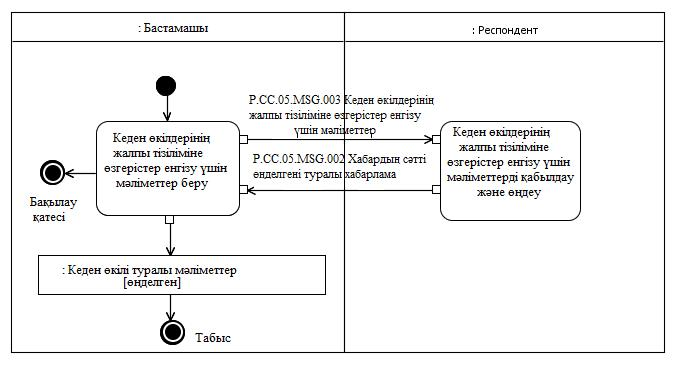 : Бастамашы
: Респондент
P.CC.05.MSG.003 Кеден өкілдерінің
жалпы тізіліміне өзгерістер енгізу
үшін мәліметтер
Кеден өкілдерінің
жалпы тізіліміне
өзгерістер енгізу үшін
мәліметтер беру
Кеден өкілдерінің
жалпы тізіліміне
өзгерістер енгізу үшін
мәліметтерді қабылдау
және өңдеу
P.CC.05.MSG.002 Хабардың сәтті
өңделгені туралы хабарлама
Бақылау
қатесі
: Кеден өкілі туралы мәліметтер
[өңделген]
Табыс